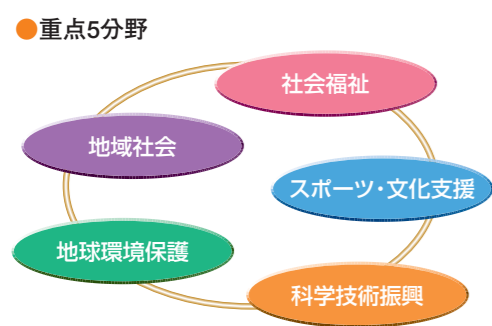 ●重点5分野
社会福祉
地域社会
スポーツ・文化支援
地球環境保護
科学技術振興